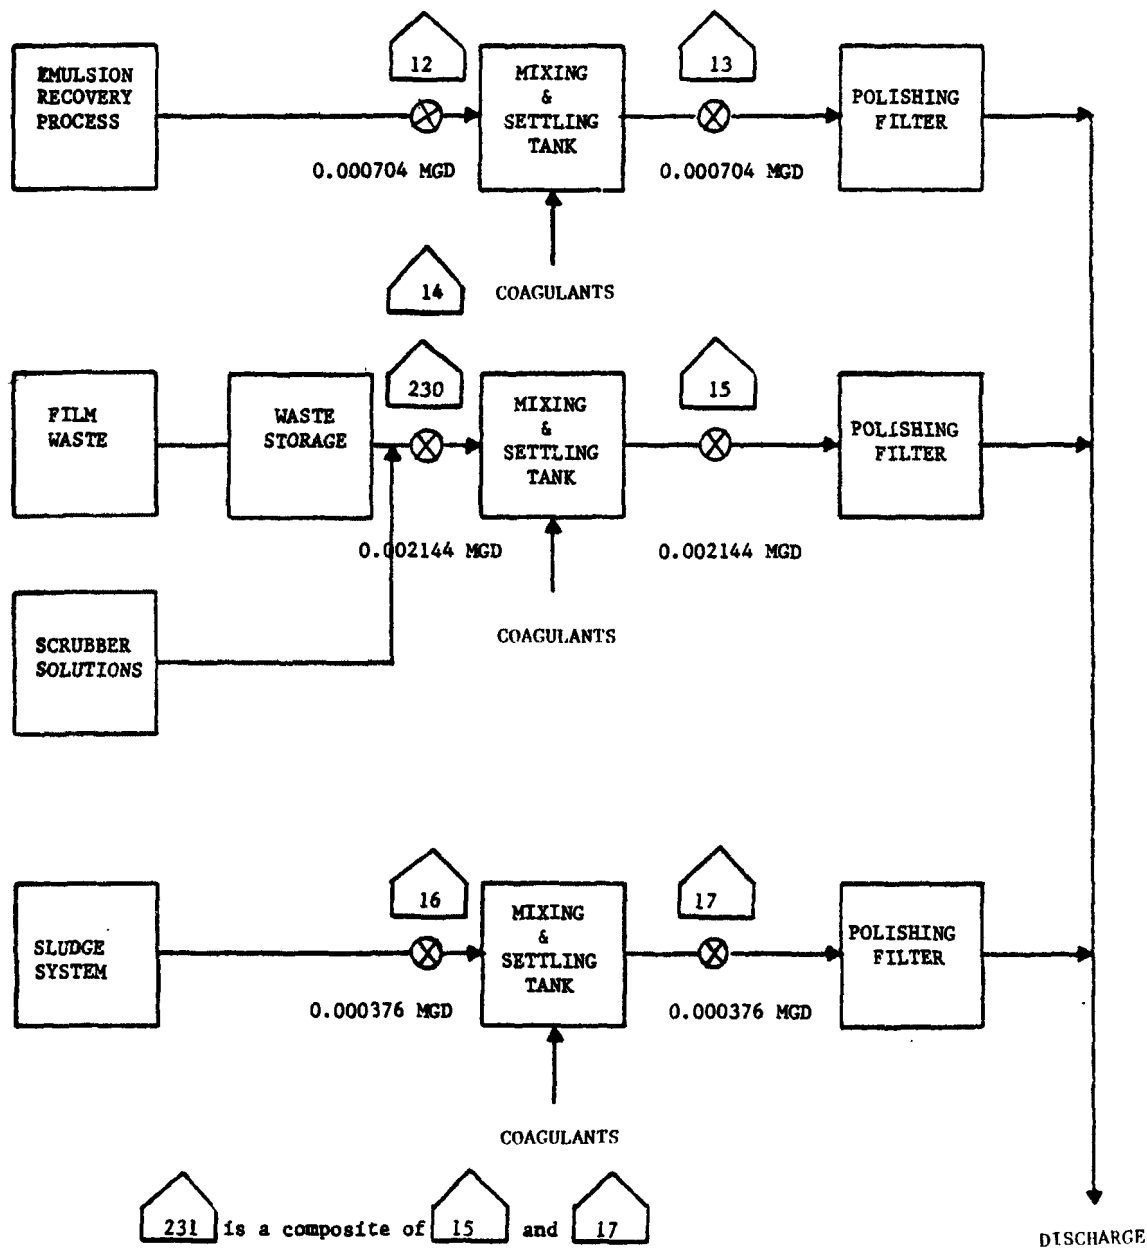 12
13
EMULSION
RECOVERY
PROCESS
MIXING
&
SETTLING
TANK
POLISHING
FILTER
0.000704 MGD
0.000704 MGD
14
COAGULANTS
230
15
FILM
WASTE
WASTE
STORAGE
MIXING
&
SETTLING
TANK
POLISHING
FILTER
0.002144 MGD
0.002144 MGD
COAGULANTS
SCRUBBER
SOLUTIONS
16
17
SLUDGE
SYSTEM
MIXING
&
SETTLING
TANK
POLISHING
FILTER
0.000376 MGD
0.000376 MGD
COAGULANTS
231 is a composite of 15 and 17
DISCHARGE